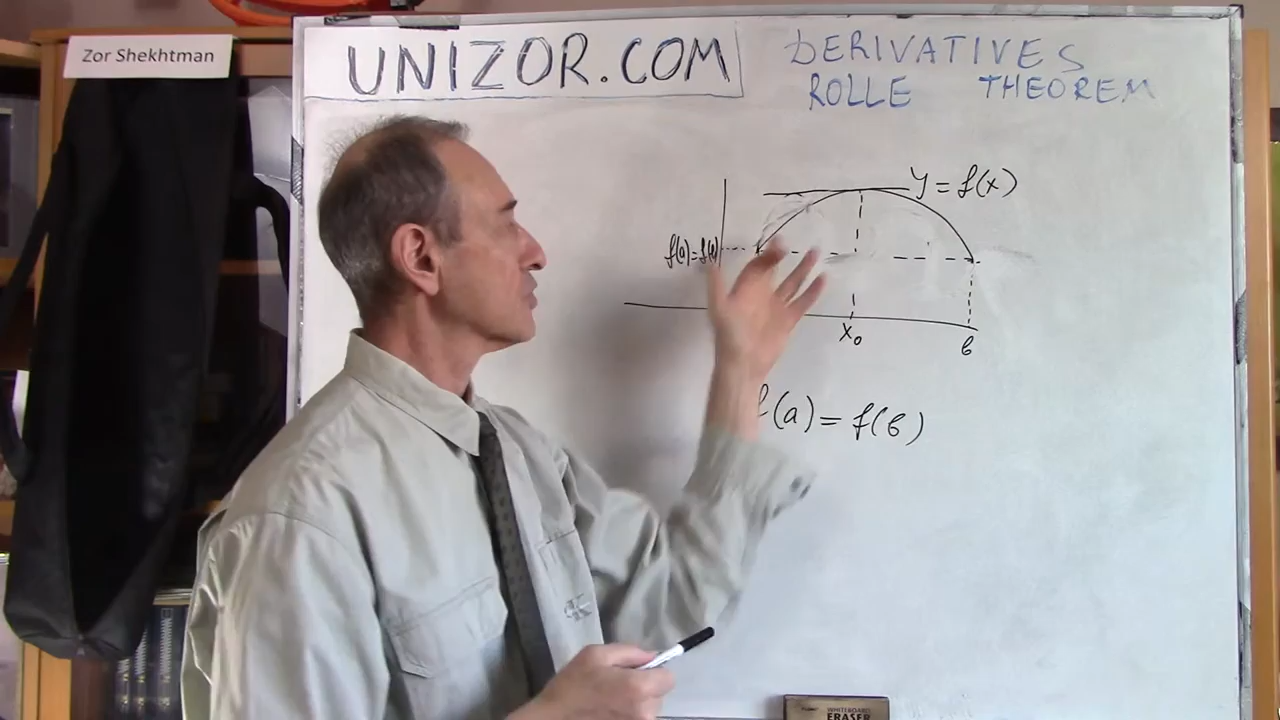 Zor Shekhtman
UNIZOR.COM
DERIVATIVES
ROLLE THEOREM
y = f(x)
f(a)=f(b)
x₀
b
f(a) = f(b)
WHITEBOARD
ERASER